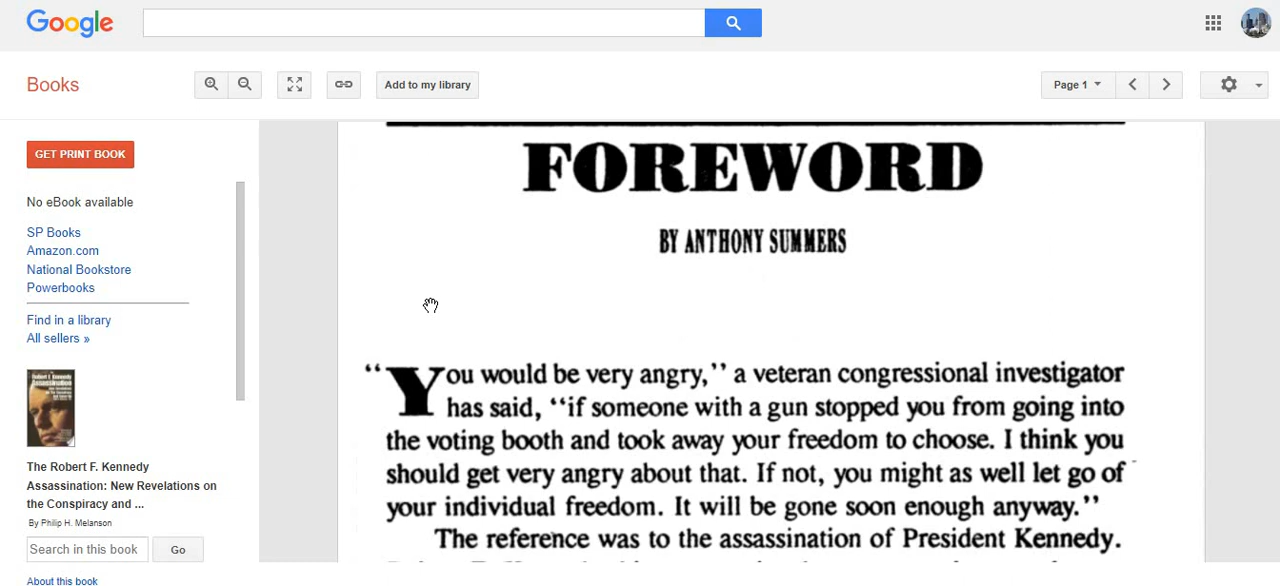 Google
Books
Add to my library
Page 1
GET PRINT BOOK
No eBook available
SP Books
Amazon.com
National Bookstore
Powerbooks
Find in a library
All sellers »
The Robert F. Kennedy
Assassination: New Revelations on
the Conspiracy and ...
By Philip H. Melanson
Search in this book
Go
About this book
FOREWORD
BY ANTHONY SUMMERS
“You would be very angry,” a veteran congressional investigator
has said, “if someone with a gun stopped you from going into
the voting booth and took away your freedom to choose. I think you
should get very angry about that. If not, you might as well let go of
your individual freedom. It will be gone soon enough anyway.”
The reference was to the assassination of President Kennedy.